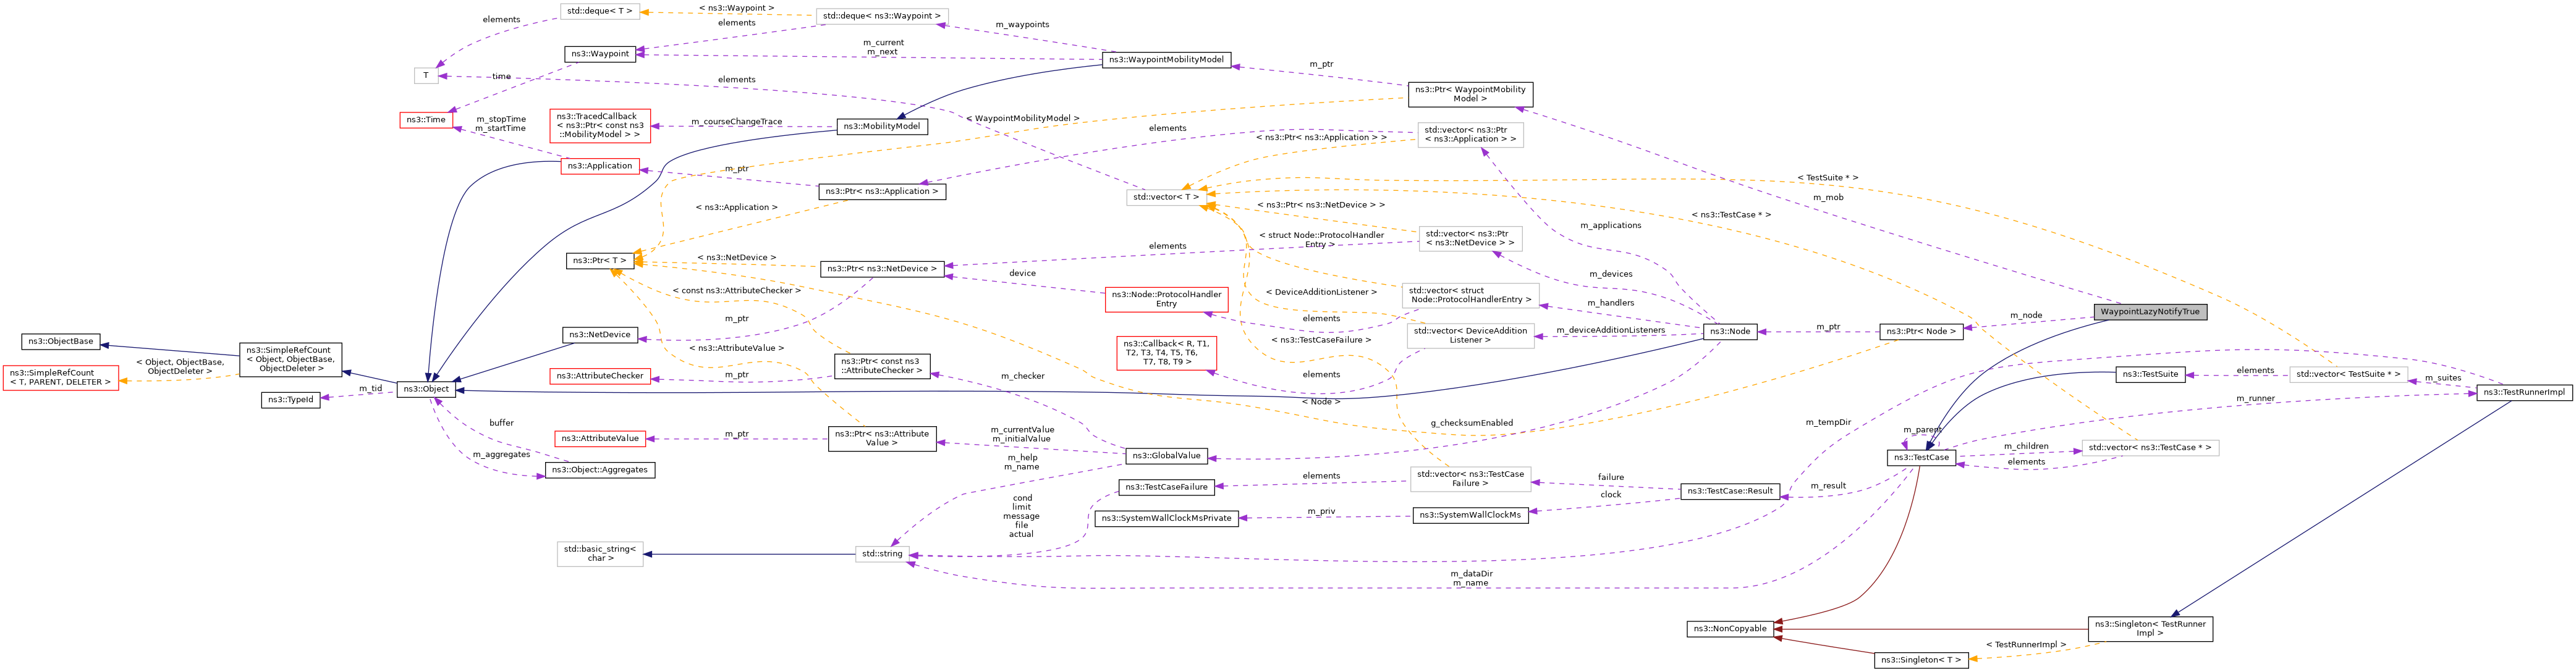 std::deque< T >
< ns3::Waypoint >
std::deque< ns3::Waypoint >
elements
elements
m_waypoints
ns3::Waypoint
m_current
m_next
ns3::WaypointMobilityModel
T
time
elements
m_ptr
ns3::Ptr< WaypointMobility
Model >
ns3::Time
m_stopTime
m_startTime
ns3::TracedCallback
< ns3::Ptr< const ns3
::MobilityModel > >
m_courseChangeTrace
ns3::MobilityModel
< WaypointMobilityModel >
elements
< ns3::Ptr< ns3::Application > >
std::vector< ns3::Ptr
< ns3::Application > >
ns3::Application
m_ptr
ns3::Ptr< ns3::Application >
std::vector< T >
< TestSuite * >
m_mob
< ns3::Application >
< ns3::Ptr< ns3::NetDevice > >
< ns3::TestCase * >
m_applications
< struct Node::ProtocolHandler
Entry >
std::vector< ns3::Ptr
< ns3::NetDevice > >
elements
ns3::Ptr< T >
< ns3::NetDevice >
ns3::Ptr< ns3::NetDevice >
device
m_devices
< const ns3::AttributeChecker >
ns3::Node::ProtocolHandler
Entry
< DeviceAdditionListener >
std::vector< struct
Node::ProtocolHandlerEntry >
m_handlers
WaypointLazyNotifyTrue
m_node
m_ptr
elements
ns3::NetDevice
std::vector< DeviceAddition
Listener >
m_deviceAdditionListeners
ns3::Node
m_ptr
ns3::Ptr< Node >
ns3::ObjectBase
ns3::SimpleRefCount
< Object, ObjectBase,
ObjectDeleter >
< ns3::AttributeValue >
ns3::Callback< R, T1,
T2, T3, T4, T5, T6,
T7, T8, T9 >
< ns3::TestCaseFailure >
< Object, ObjectBase,
ObjectDeleter >
ns3::SimpleRefCount
< T, PARENT, DELETER >
ns3::Ptr< const ns3
::AttributeChecker >
ns3::AttributeChecker
m_ptr
m_checker
elements
ns3::TestSuite
elements
std::vector< TestSuite * >
m_suites
ns3::TestRunnerImpl
m_tid
ns3::Object
ns3::TypeId
< Node >
m_runner
buffer
g_checksumEnabled
m_tempDir
ns3::AttributeValue
m_ptr
ns3::Ptr< ns3::Attribute
Value >
m_currentValue
m_initialValue
m_parent
m_children
std::vector< ns3::TestCase * >
m_aggregates
ns3::GlobalValue
ns3::TestCase
elements
ns3::Object::Aggregates
m_help
m_name
elements
std::vector< ns3::TestCase
Failure >
failure
ns3::TestCaseFailure
m_result
ns3::TestCase::Result
clock
cond
limit
message
file
actual
ns3::SystemWallClockMsPrivate
m_priv
ns3::SystemWallClockMs
std::basic_string<
char >
std::string
m_dataDir
m_name
ns3::NonCopyable
ns3::Singleton< TestRunner
Impl >
< TestRunnerImpl >
ns3::Singleton< T >